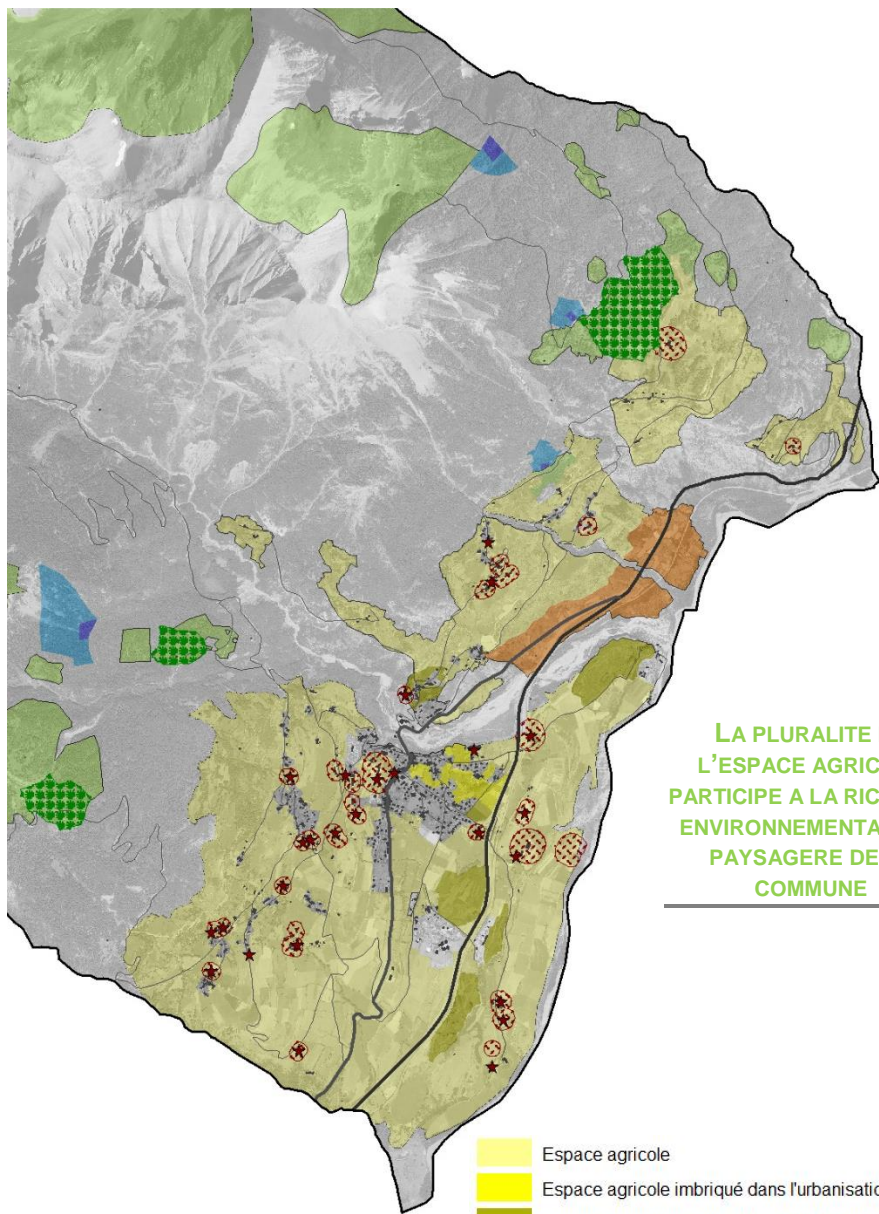 LA PLURALITE
L'ESPACE AGRIC
PARTICIPE A LA RIC
ENVIRONNEMENTA
PAYSAGERE DE
COMMUNE
Espace agricole
Espace agricole imbriqué dans l'urbanisatio